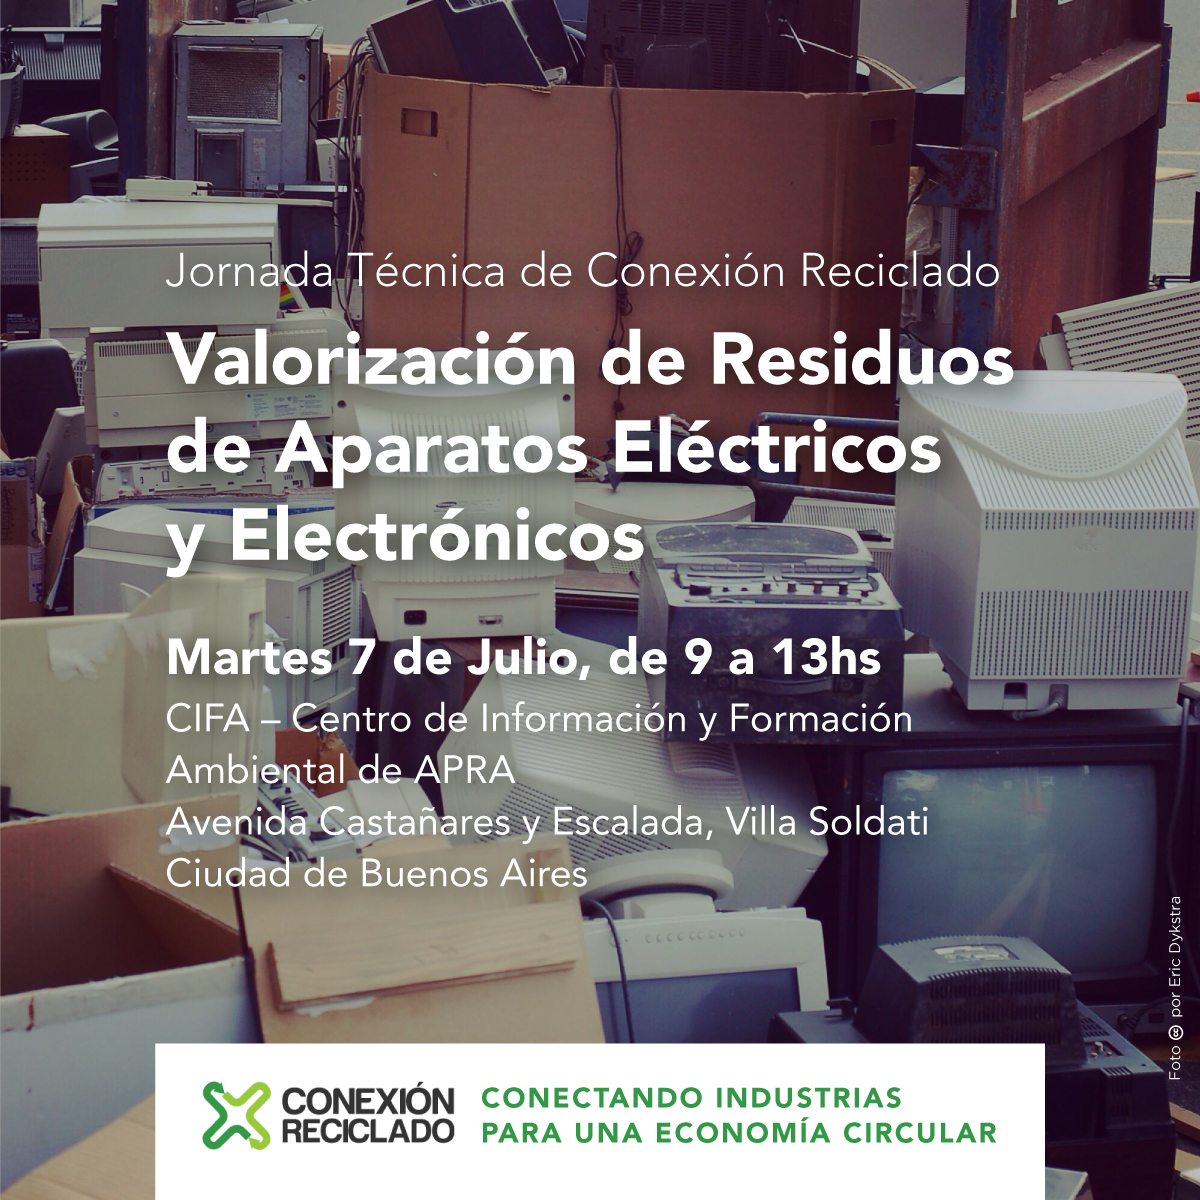 Jornada Técnica de Conexión Reciclado
Valorización de Residuos
de Aparatos Eléctricos
y Electrónicos
Martes 7 de Julio, de 9 a 13hs
CIFA – Centro de Información y Formación
Ambiental de APRA
Avenida Castañares y Escalada, Villa Soldati
Ciudad de Buenos Aires
Foto cc por Eric Dykstra
CONEXIÓN
RECICLADO
CONECTANDO INDUSTRIAS
PARA UNA ECONOMÍA CIRCULAR